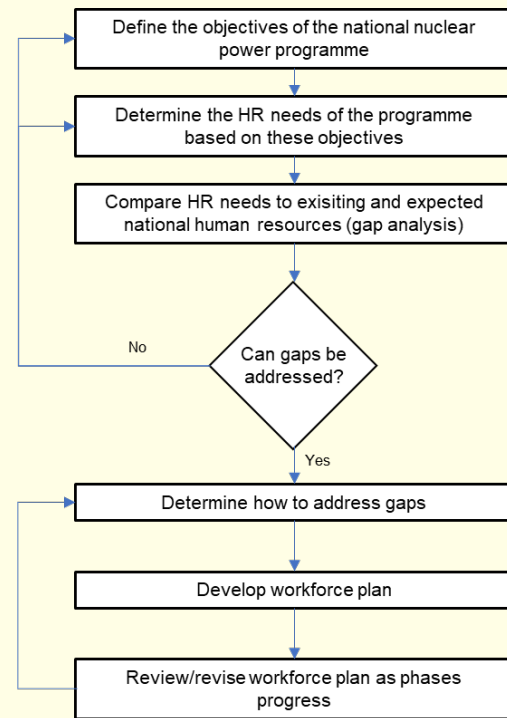 Define the objectives of the national nuclear
power programme
Determine the HR needs of the programme
based on these objectives
Compare HR needs to exisiting and expected
national human resources (gap analysis)
No
Can gaps be
addressed?
Yes
Determine how to address gaps
Develop workforce plan
Review/revise workforce plan as phases
progress